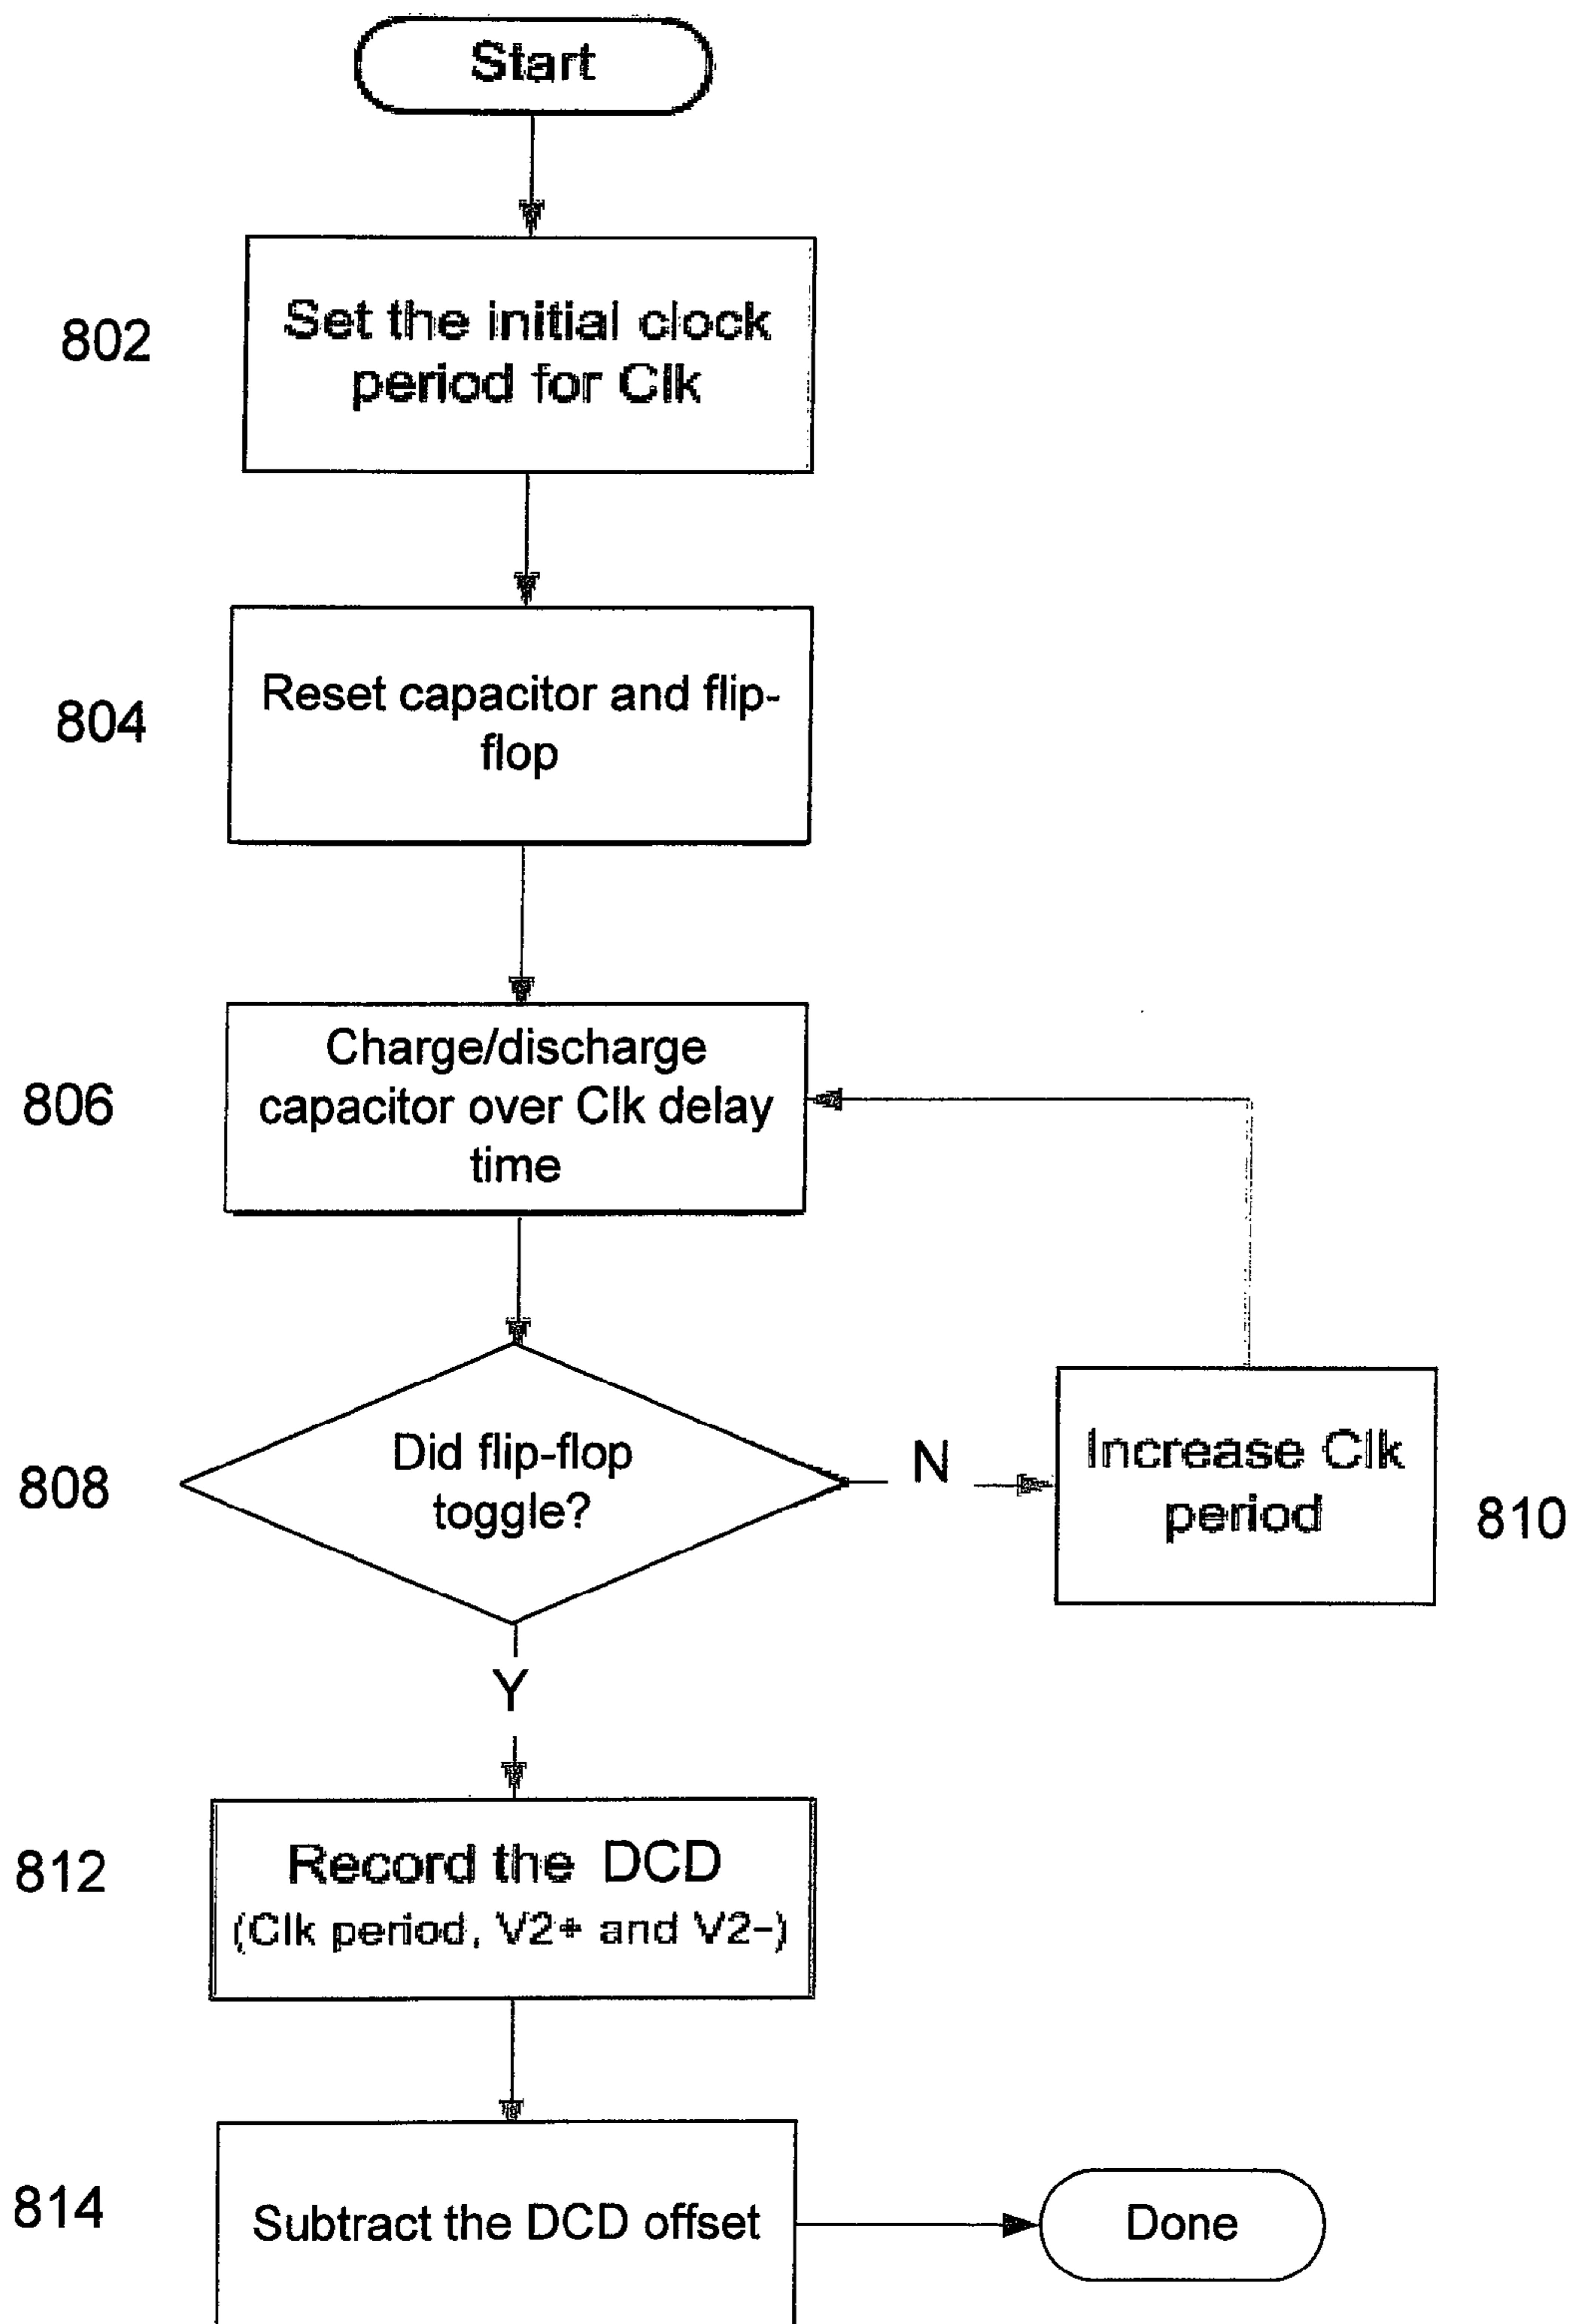 Start
802
Set the initial clock
period for Clk
804
Reset capacitor and flip-
flop
806
Charge/discharge
capacitor over Clk delay
time
808
Did flip-flop
toggle?
N
Increase Clk
period
810
Y
812
Record the DCD
(Clk period, V2+ and V2-)
814
Subtract the DCD offset
Done